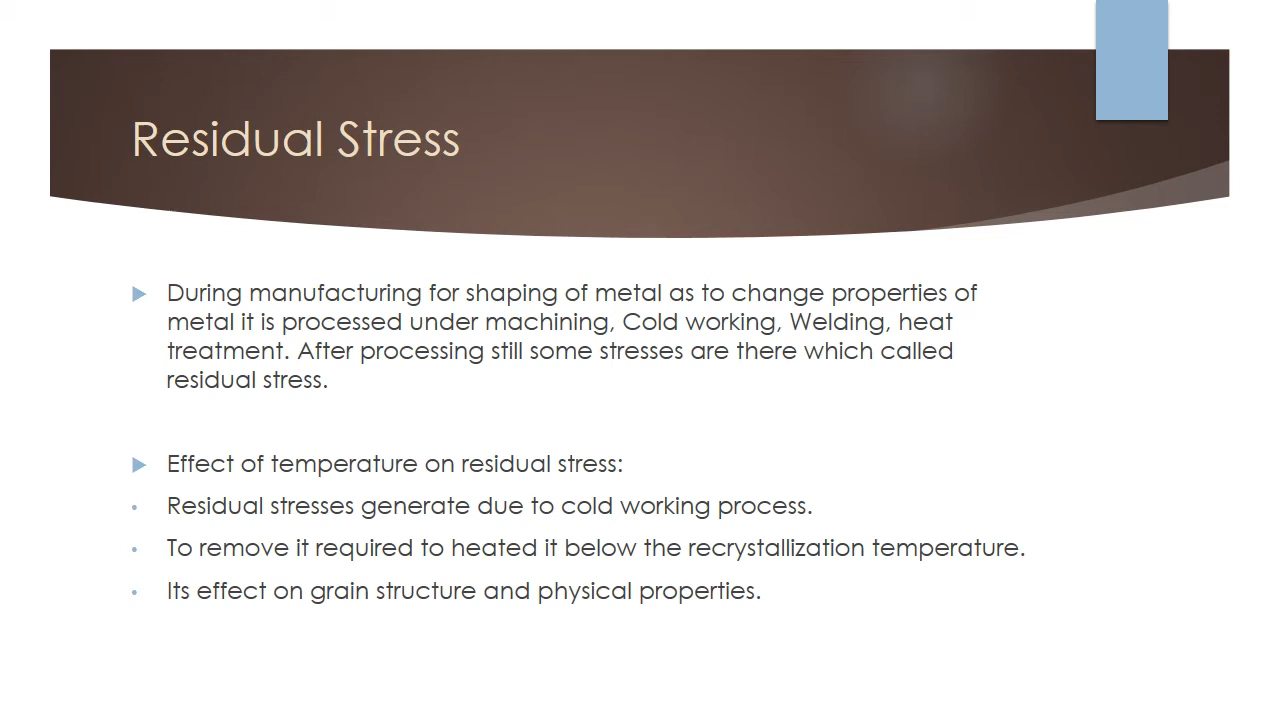 Residual Stress
During manufacturing for shaping of metal as to change properties of
metal it is processed under machining, Cold working, Welding, heat
treatment. After processing still some stresses are there which called
residual stress.
Effect of temperature on residual stress:
Residual stresses generate due to cold working process.
To remove it required to heated it below the recrystallization temperature.
Its effect on grain structure and physical properties.